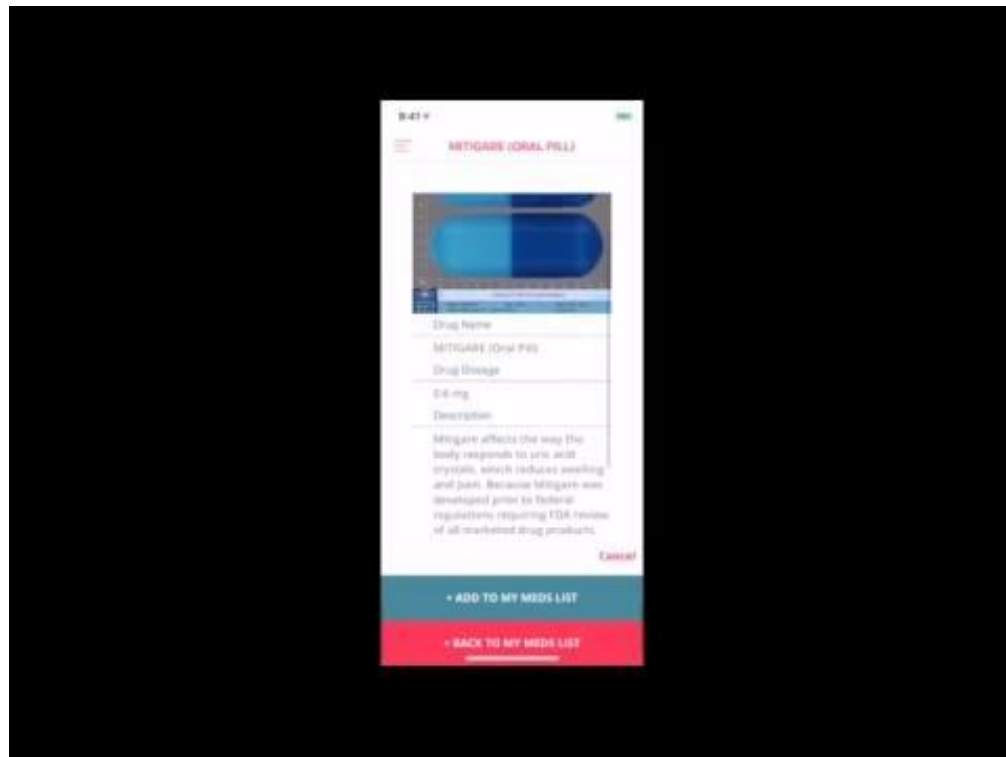 9:41
MITIGARE (ORAL PILL)
Drug Name
MITIGARE (Oral Pill)
Drug Dosage
0.6 mg
Description
Mitigare affects the way the
body responds to uric acid
crystals, which reduces swelling
and pain. Because Mitigare was
developed prior to federal
regulations requiring FDA review
of all marketed drug products,
Cancel
+ ADD TO MY MEDS LIST
BACK TO MY MEDS LIST